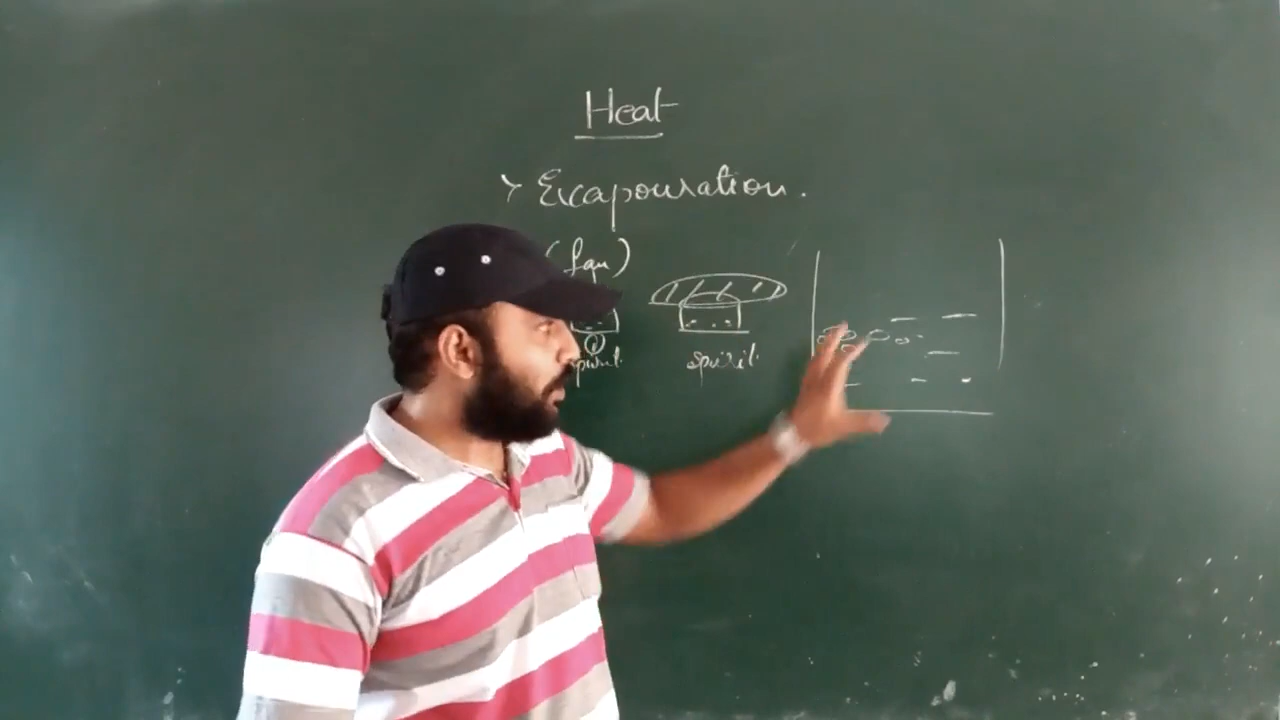 Heat
> Evapouration.
(fan)
spirit
spirit